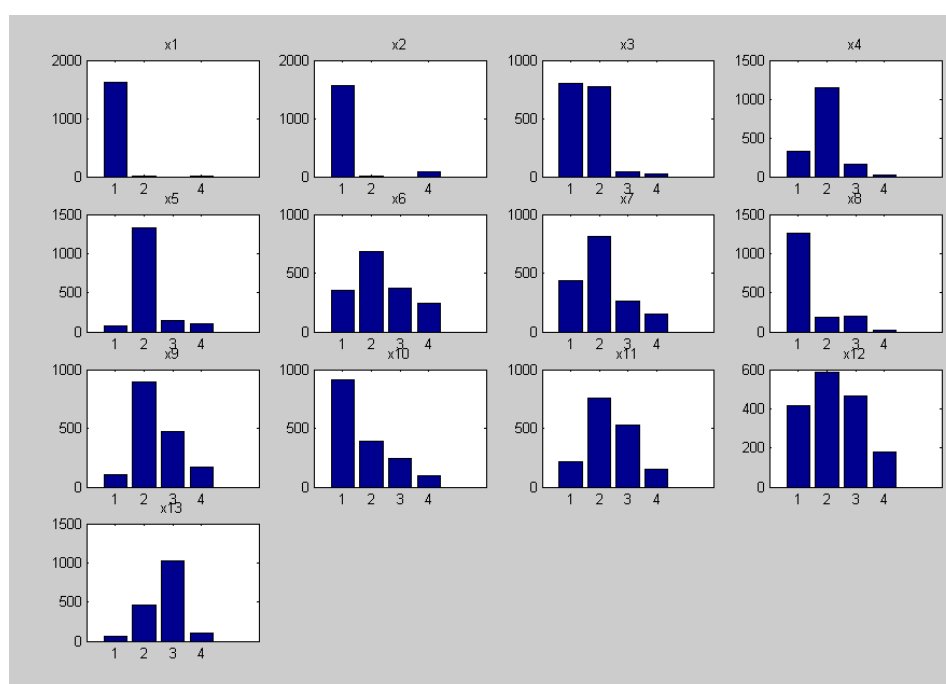 x1 x2 x3 x4
2000 2000 1000 1500
1000 1000 500 1000
500
0 0 0 0
1 2 4 1 2 4 1 2 3 4 1 2 3 4
x5 x6 x7 x8
1500 1000 1000 1500
1000 500 500 1000
500 500
0 0 0 0
1 2 3 4 1 2 3 4 1 2 3 4 1 2 3 4
x9 x10 x11 x12
1000 1000 1000 600
500 500 500 400
200
0 0 0 0
1 2 3 4 1 2 3 4 1 2 3 4 1 2 3 4
x13
1500
1000
500
0
1 2 3 4